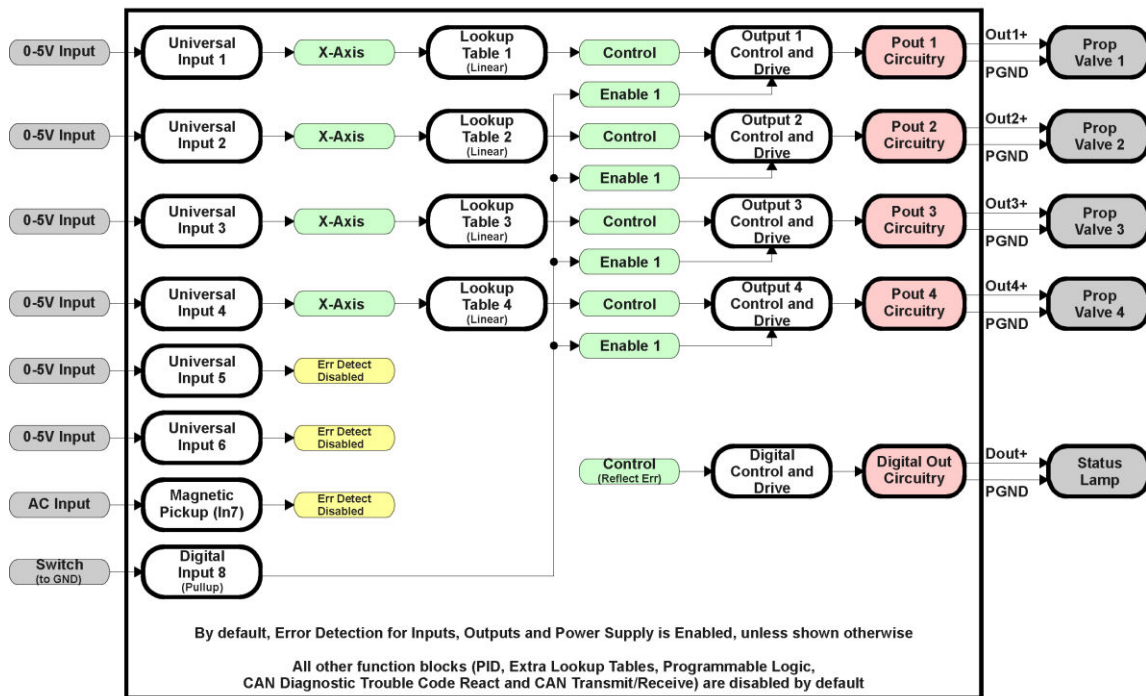 0-5V Input
Universal
Input 1
X-Axis
Lookup
Table 1
(Linear)
Control
Output 1
Control and
Drive
Pout 1
Circuitry
Out1+
PGND
Prop
Valve 1
Enable 1
0-5V Input
Universal
Input 2
X-Axis
Lookup
Table 2
(Linear)
Control
Output 2
Control and
Drive
Pout 2
Circuitry
Out2+
PGND
Prop
Valve 2
Enable 1
0-5V Input
Universal
Input 3
X-Axis
Lookup
Table 3
(Linear)
Control
Output 3
Control and
Drive
Pout 3
Circuitry
Out3+
PGND
Prop
Valve 3
Enable 1
0-5V Input
Universal
Input 4
X-Axis
Lookup
Table 4
(Linear)
Control
Output 4
Control and
Drive
Pout 4
Circuitry
Out4+
PGND
Prop
Valve 4
Enable 1
0-5V Input
Universal
Input 5
Err Detect
Disabled
0-5V Input
Universal
Input 6
Err Detect
Disabled
Control
(Reflect Err)
Digital
Control and
Drive
Digital Out
Circuitry
Dout+
PGND
Status
Lamp
AC Input
Magnetic
Pickup (In7)
Err Detect
Disabled
Switch
(to GND)
Digital
Input 8
(Pullup)
By default, Error Detection for Inputs, Outputs and Power Supply is Enabled, unless shown otherwise
All other function blocks (PID, Extra Lookup Tables, Programmable Logic,
CAN Diagnostic Trouble Code React and CAN Transmit/Receive) are disabled by default